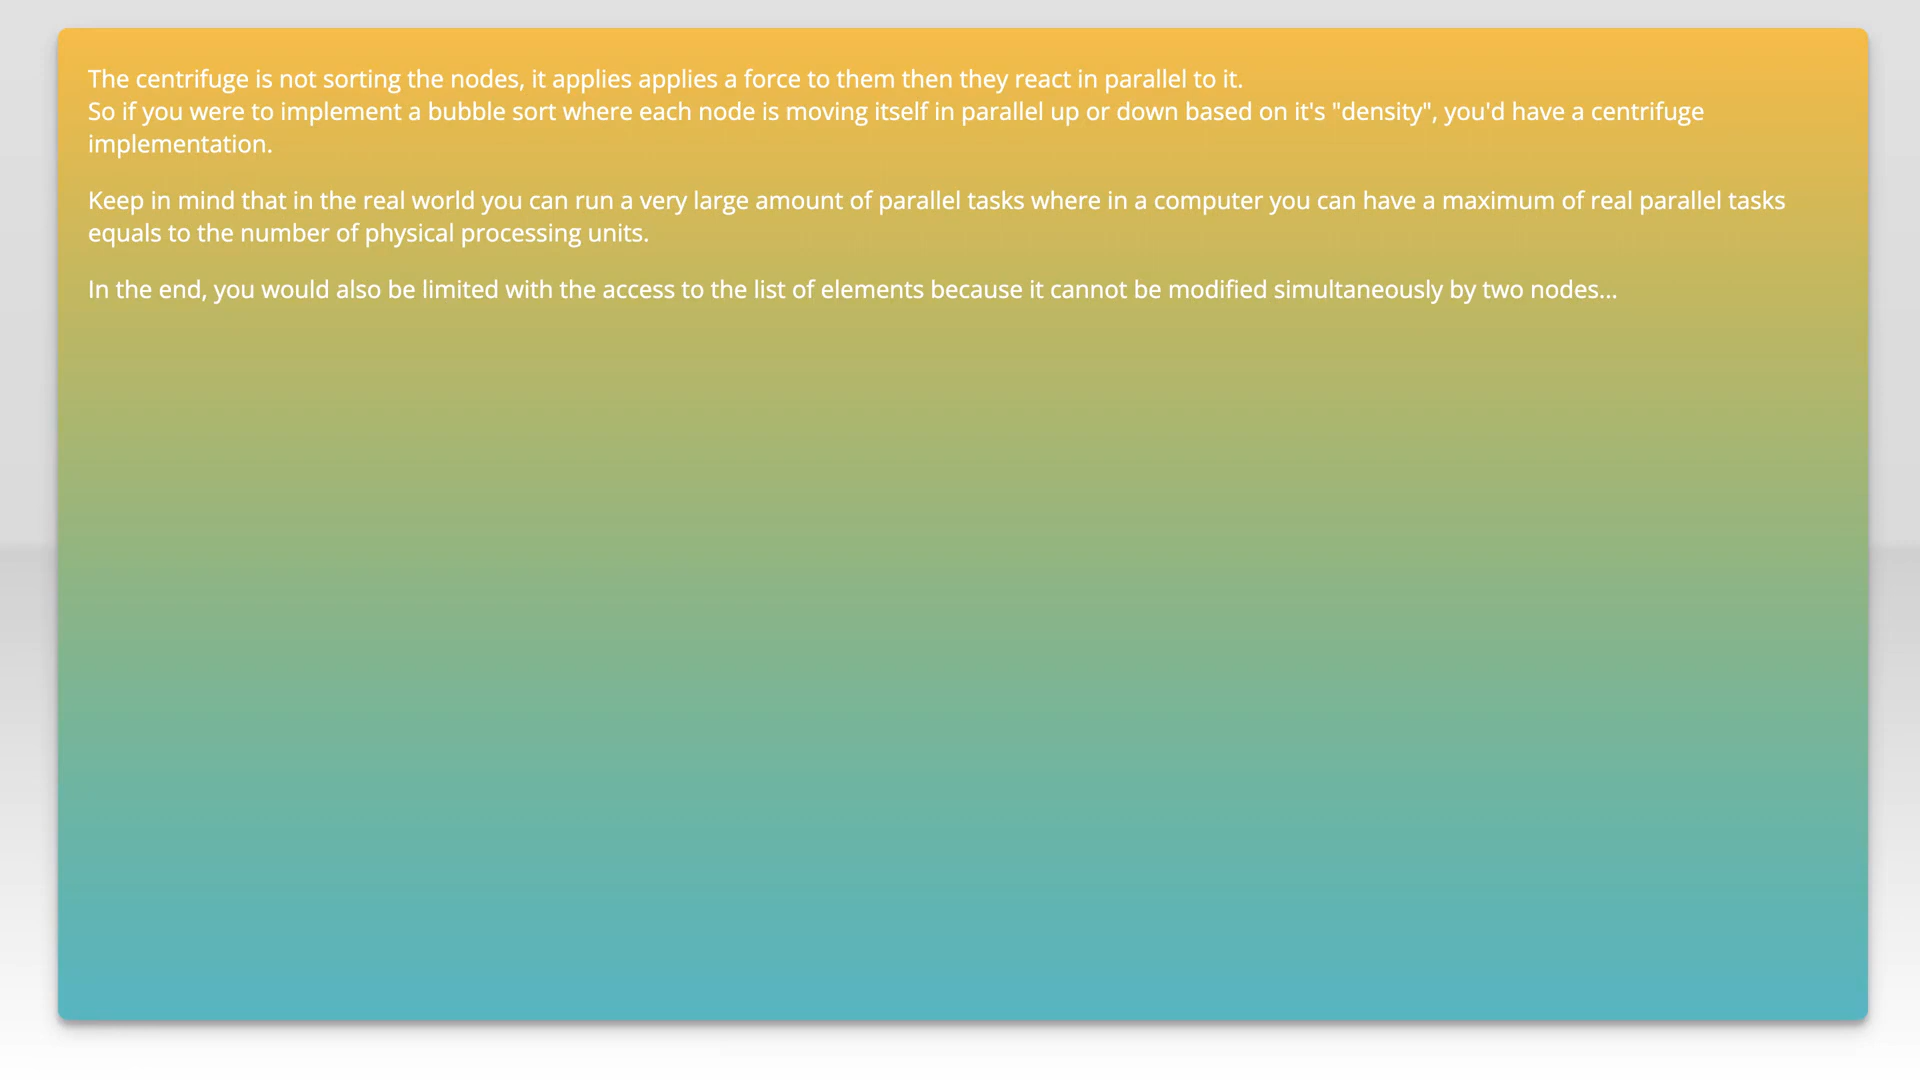 The centrifuge is not sorting the nodes, it applies applies a force to them then they react in parallel to it.
So if you were to implement a bubble sort where each node is moving itself in parallel up or down based on it's "density", you'd have a centrifuge
implementation.
Keep in mind that in the real world you can run a very large amount of parallel tasks where in a computer you can have a maximum of real parallel tasks
equals to the number of physical processing units.
In the end, you would also be limited with the access to the list of elements because it cannot be modified simultaneously by two nodes...